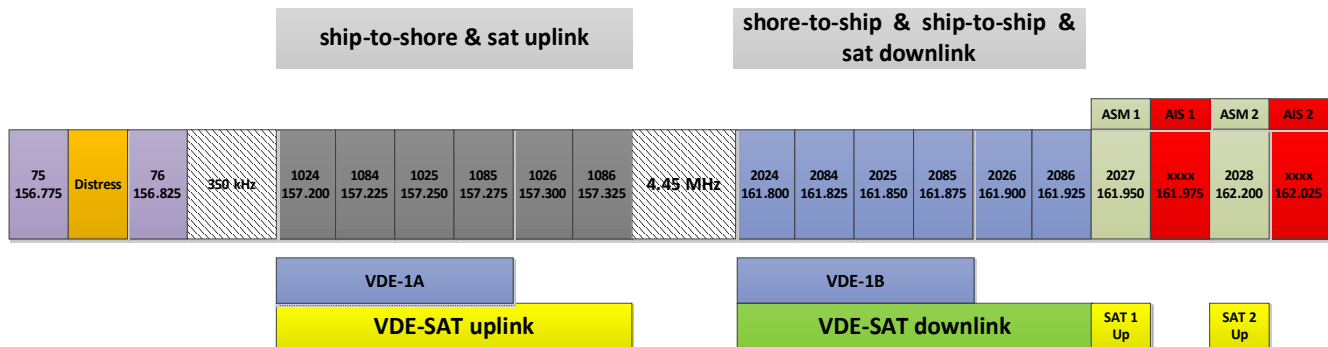 ship-to-shore & sat uplink
shore-to-ship & ship-to-ship &
sat downlink
ASM 1
AIS 1
ASM 2
AIS 2
75
156.775
Distress
76
156.825
350 kHz
1024
157.200
1084
157.225
1025
157.250
1085
157.275
1026
157.300
1086
157.325
4.45 MHz
2024
161.800
2084
161.825
2025
161.850
2085
161.875
2026
161.900
2086
161.925
2027
161.950
xxxx
161.975
2028
162.200
xxxx
162.025
VDE-1A
VDE-1B
VDE-SAT uplink
VDE-SAT downlink
SAT 1
Up
SAT 2
Up